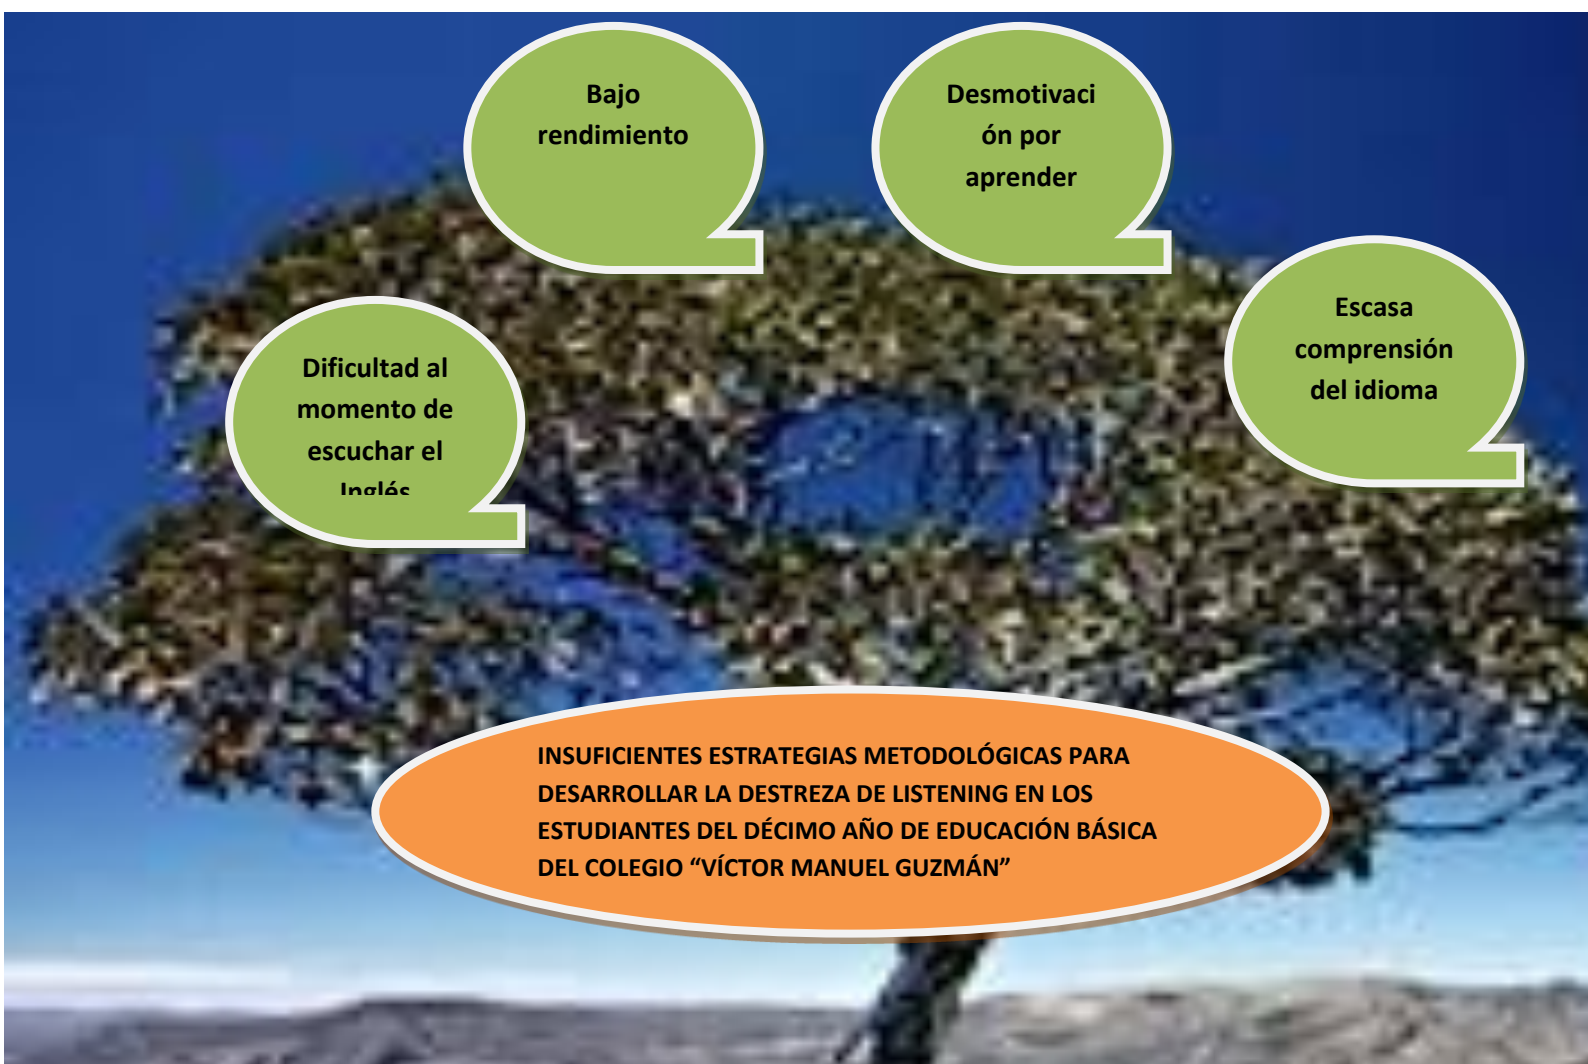 Bajo
rendimiento
Desmotivaci
ón por
aprender
Escasa
comprensión
del idioma
Dificultad al
momento de
escuchar el
Inglés
INSUFICIENTES ESTRATEGIAS METODOLÓGICAS PARA
DESARROLLAR LA DESTREZA DE LISTENING EN LOS
ESTUDIANTES DEL DÉCIMO AÑO DE EDUCACIÓN BÁSICA
DEL COLEGIO “VÍCTOR MANUEL GUZMÁN”